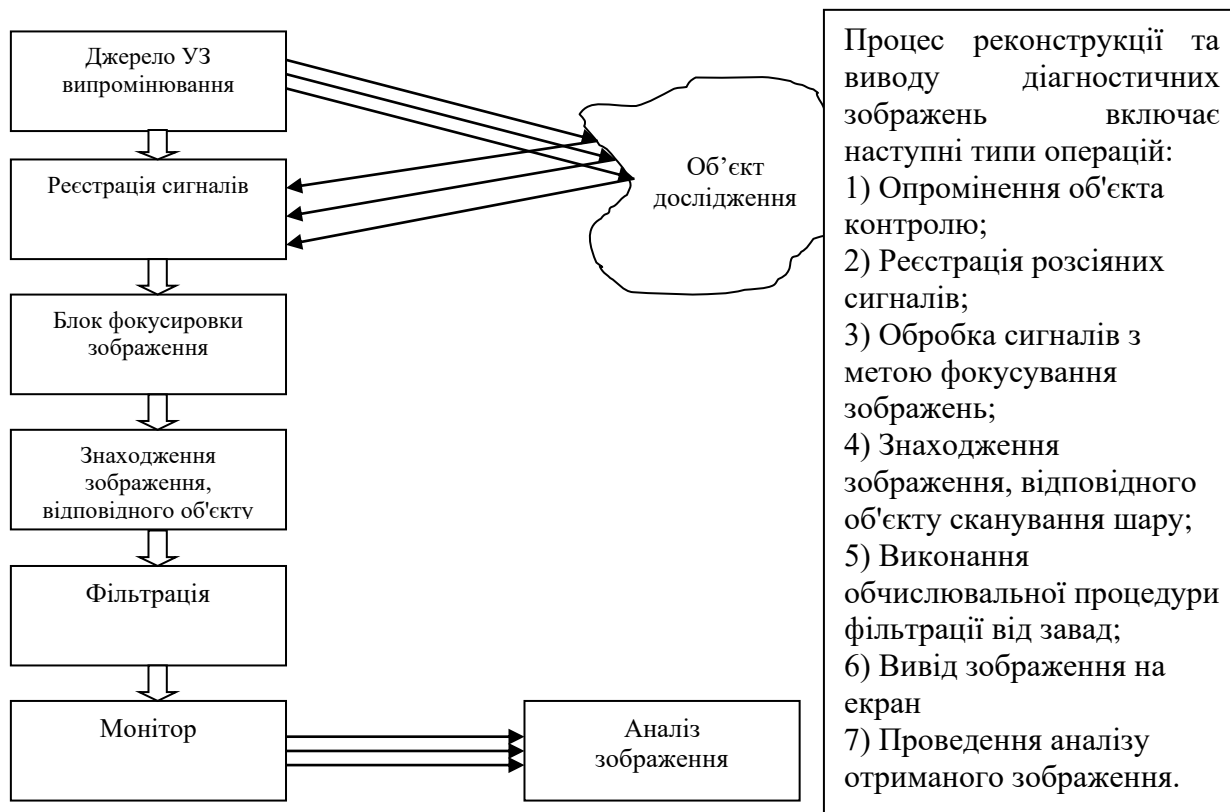 Джерело УЗ
випромінювання
Реєстрація сигналів
Об’єкт
дослідження
Блок фокусировки
зображення
Знаходження
зображення,
відповідного об'єкту
Фільтрація
Монітор
Аналіз
зображення
Процес реконструкції та
виводу діагностичних
зображень включає
наступні типи операцій:
1) Опромінення об'єкта
контролю;
2) Реєстрація розсіяних
сигналів;
3) Обробка сигналів з
метою фокусування
зображень;
4) Знаходження
зображення, відповідного
об'єкту сканування шару;
5) Виконання
обчислювальної процедури
фільтрації від завад;
6) Вивід зображення на
екран
7) Проведення аналізу
отриманого зображення.